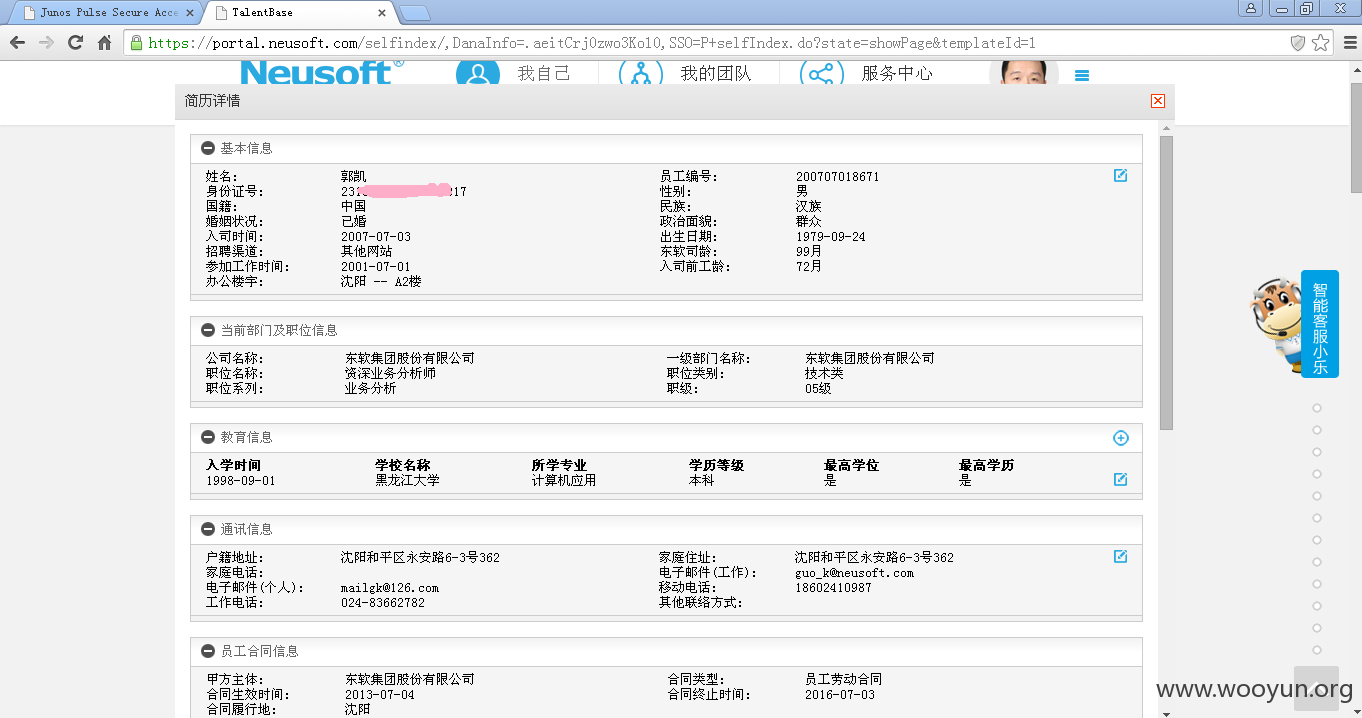 Junos Pulse Secure Acce
TalentBase
https://portal.neusoft.com/selfindex/,DanaInfo=.aeitCrj0zwo3Ko10,SSO=P+selfIndex.do?state=showPage&templateId=1
Neusoft® 我自己 我的团队 服务中心
简历详情
基本信息
姓名: 郭凯 员工编号: 200707018671
身份证号: 231 17 性别: 男
国籍: 中国 民族: 汉族
婚姻状况: 已婚 政治面貌: 群众
入司时间: 2007-07-03 出生日期: 1979-09-24
招聘渠道: 其他网站 东软司龄: 99月
参加工作时间: 2001-07-01 入司前工龄: 72月
办公楼宇: 沈阳 -- A2楼
当前部门及职位信息
公司名称: 东软集团股份有限公司 一级部门名称: 东软集团股份有限公司
职位名称: 资深业务分析师 职位类别: 技术类
职位系列: 业务分析 职级: 05级
教育信息
入学时间 学校名称 所学专业 学历等级 最高学位 最高学历
1998-09-01 黑龙江大学 计算机应用 本科 是 是
通讯信息
户籍地址: 沈阳和平区永安路6-3号362 家庭住址: 沈阳和平区永安路6-3号362
家庭电话: 电子邮件(工作): guo_k@neusoft.com
电子邮件(个人): mailgk@126.com 移动电话: 18602410987
工作电话: 024-83662782 其他联络方式:
员工合同信息
甲方主体: 东软集团股份有限公司 合同类型: 员工劳动合同
合同生效时间: 2013-07-04 合同终止时间: 2016-07-03
合同履行地: 沈阳
智能客服小乐
www.wooyun.org